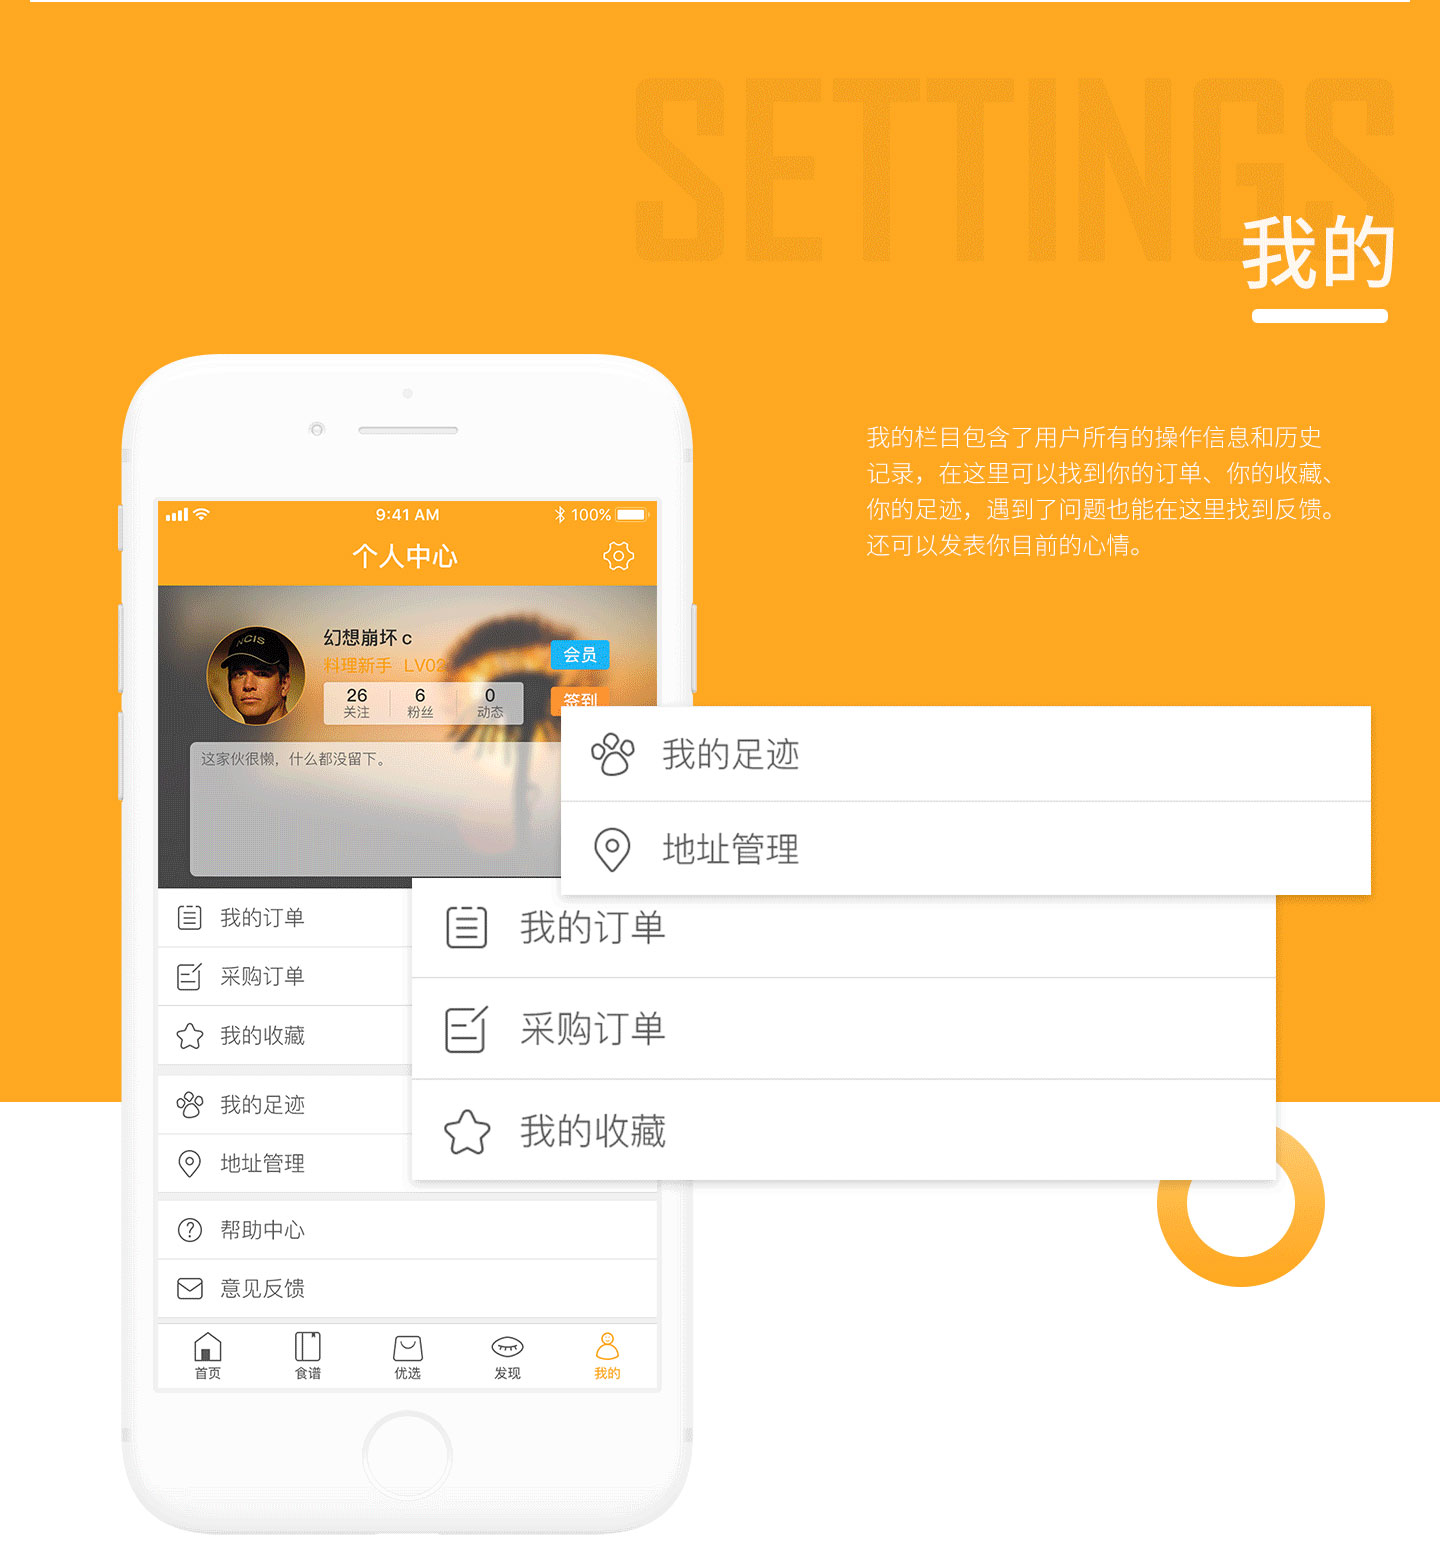 SETTINGS
我的
我的栏目包含了用户所有的操作信息和历史
记录，在这里可以找到你的订单、你的收藏、
你的足迹，遇到了问题也能在这里找到反馈。
还可以发表你目前的心情。
9:41 AM
100%
个人中心
NCIS
幻想崩坏 c
料理新手 LV02
会员
签到
26 6 0
关注 粉丝 动态
这家伙很懒，什么都没留下。
我的足迹
地址管理
我的订单
采购订单
我的收藏
我的订单
采购订单
我的收藏
我的足迹
地址管理
帮助中心
意见反馈
首页 食谱 优选 发现 我的